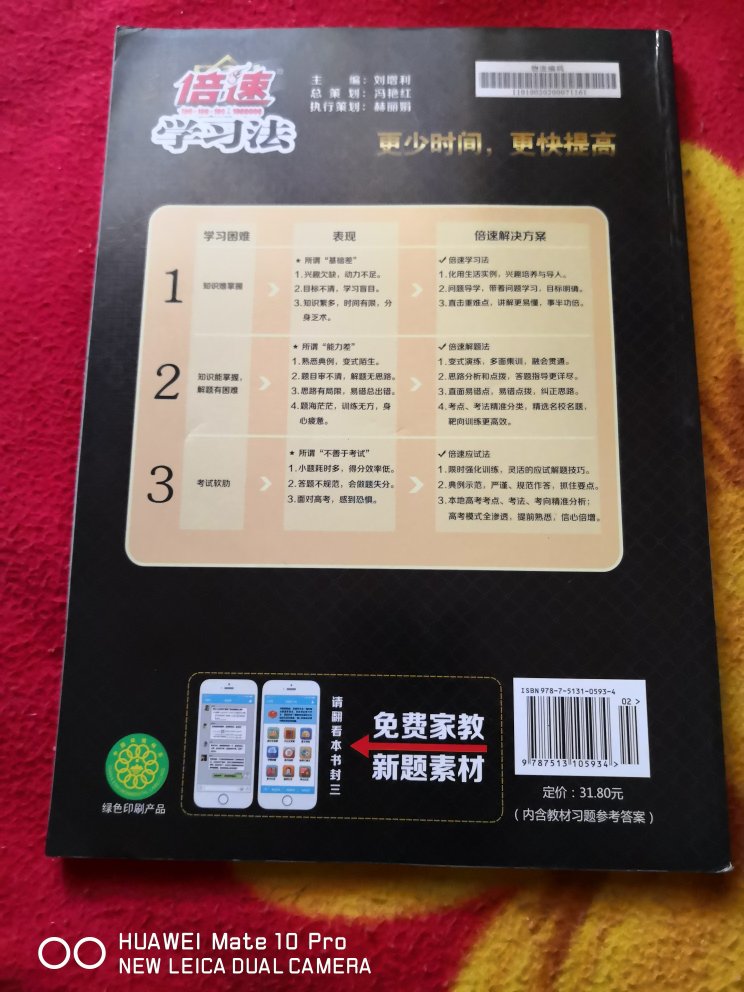 倍速
学习法
主　编：刘增利
总策划：冯艳红
执行策划：赫丽娟
物流编码
11010030200071161
更少时间，更快提高
学习困难　表现　倍速解决方案
1
知识难掌握
★ 所谓“基础差”
1.兴趣欠缺，动力不足。
2.目标不清，学习盲目。
3.知识繁多，时间有限，分
身乏术。
✓ 倍速学习法
1.化用生活实例，兴趣培养与导入。
2.问题导学，带着问题学习，目标明确。
3.直击重难点，讲解更易懂，事半功倍。
2
知识能掌握，
解题有困难
★ 所谓“能力差”
1.熟悉典例，变式陌生。
2.题目审不清，解题无思路。
3.思路有局限，易错总出错。
4.题海茫茫，训练无方，身
心疲惫。
✓ 倍速解题法
1.变式演练，多面集训，融会贯通。
2.思路分析和点拨，答题指导更详尽。
3.直面易错点，易错点拨，纠正思路。
4.考点、考法精准分类，精选名校名题，
靶向训练更高效。
3
考试软肋
★ 所谓“不善于考试”
1.小题耗时多，得分效率低。
2.答题不规范，会做题失分。
3.面对高考，感到恐惧。
✓ 倍速应试法
1.限时强化训练，灵活的应试解题技巧。
2.典例示范，严谨、规范作答，抓住要点。
3.本地高考考点、考法、考向精准分析；
高考模式全渗透，提前熟悉，信心倍增。
绿色印刷产品
请翻看本书封三
免费家教
新题素材
ISBN 978-7-5131-0593-4
02>
9 787513 105934 >
定价：31.80元
（内含教材习题参考答案）
HUAWEI Mate 10 Pro
NEW LEICA DUAL CAMERA